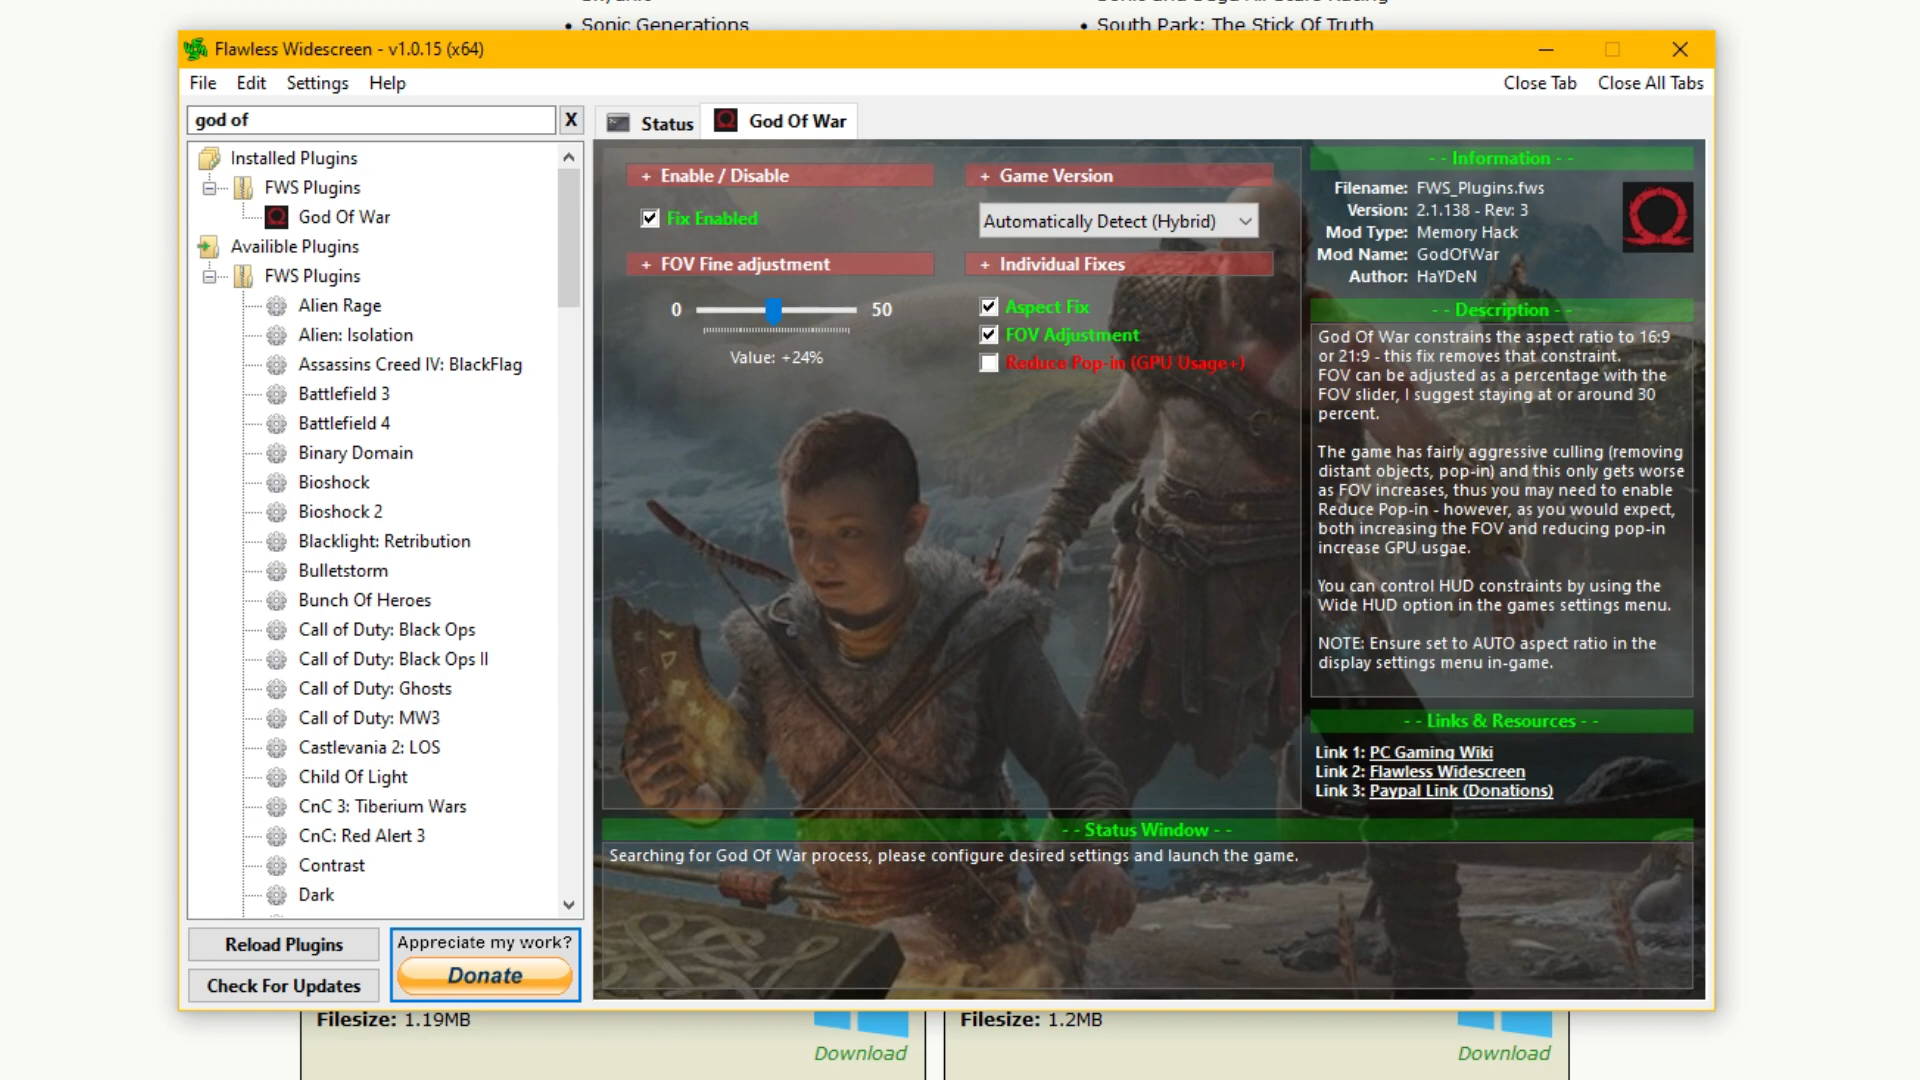 Sonic Generations
South Park: The Stick Of Truth
Flawless Widescreen - v1.0.15 (x64)
File Edit Settings Help
Close Tab Close All Tabs
god of
X
Status
God Of War
Installed Plugins
FWS Plugins
God Of War
Availible Plugins
FWS Plugins
Alien Rage
Alien: Isolation
Assassins Creed IV: BlackFlag
Battlefield 3
Battlefield 4
Binary Domain
Bioshock
Bioshock 2
Blacklight: Retribution
Bulletstorm
Bunch Of Heroes
Call of Duty: Black Ops
Call of Duty: Black Ops II
Call of Duty: Ghosts
Call of Duty: MW3
Castlevania 2: LOS
Child Of Light
CnC 3: Tiberium Wars
CnC: Red Alert 3
Contrast
Dark
Reload Plugins
Check For Updates
Appreciate my work?
Donate
+ Enable / Disable
Fix Enabled
+ FOV Fine adjustment
0 50
Value: +24%
+ Game Version
Automatically Detect (Hybrid)
+ Individual Fixes
Aspect Fix
FOV Adjustment
Reduce Pop-in (GPU Usage+)
- - Information - -
Filename: FWS_Plugins.fws
Version: 2.1.138 - Rev: 3
Mod Type: Memory Hack
Mod Name: GodOfWar
Author: HaYDeN
- - Description - -
God Of War constrains the aspect ratio to 16:9
or 21:9 - this fix removes that constraint.
FOV can be adjusted as a percentage with the
FOV slider, I suggest staying at or around 30
percent.
The game has fairly aggressive culling (removing
distant objects, pop-in) and this only gets worse
as FOV increases, thus you may need to enable
Reduce Pop-in - however, as you would expect,
both increasing the FOV and reducing pop-in
increase GPU usgae.
You can control HUD constraints by using the
Wide HUD option in the games settings menu.
NOTE: Ensure set to AUTO aspect ratio in the
display settings menu in-game.
- - Links & Resources - -
Link 1: PC Gaming Wiki
Link 2: Flawless Widescreen
Link 3: Paypal Link (Donations)
- - Status Window - -
Searching for God Of War process, please configure desired settings and launch the game.
Filesize: 1.19MB
Download
Filesize: 1.2MB
Download